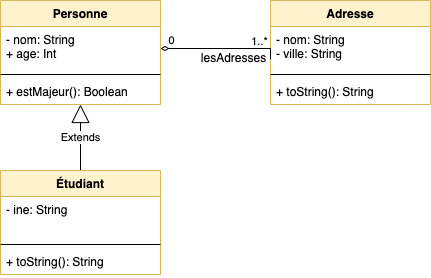 Personne
- nom: String
+ age: Int
+ estMajeur(): Boolean
0
1..*
lesAdresses
Adresse
- nom: String
- ville: String
+ toString(): String
Extends
Étudiant
- ine: String
+ toString(): String